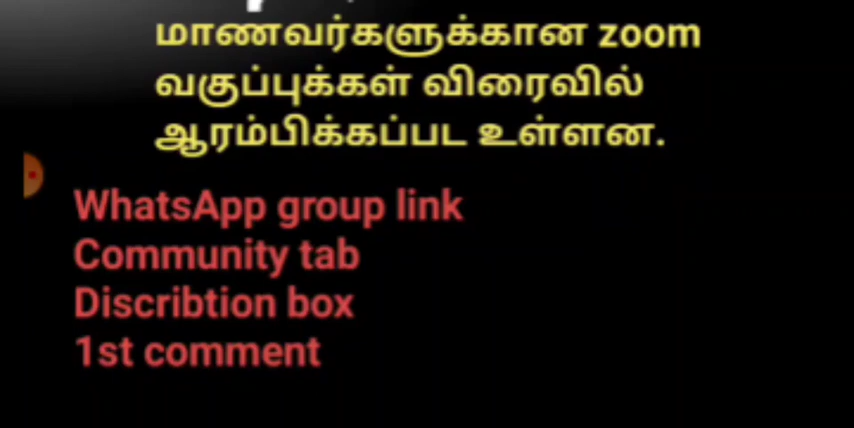 மாணவர்களுக்கான zoom
வகுப்புக்கள் விரைவில்
ஆரம்பிக்கப்பட உள்ளன.
WhatsApp group link
Community tab
Discribtion box
1st comment